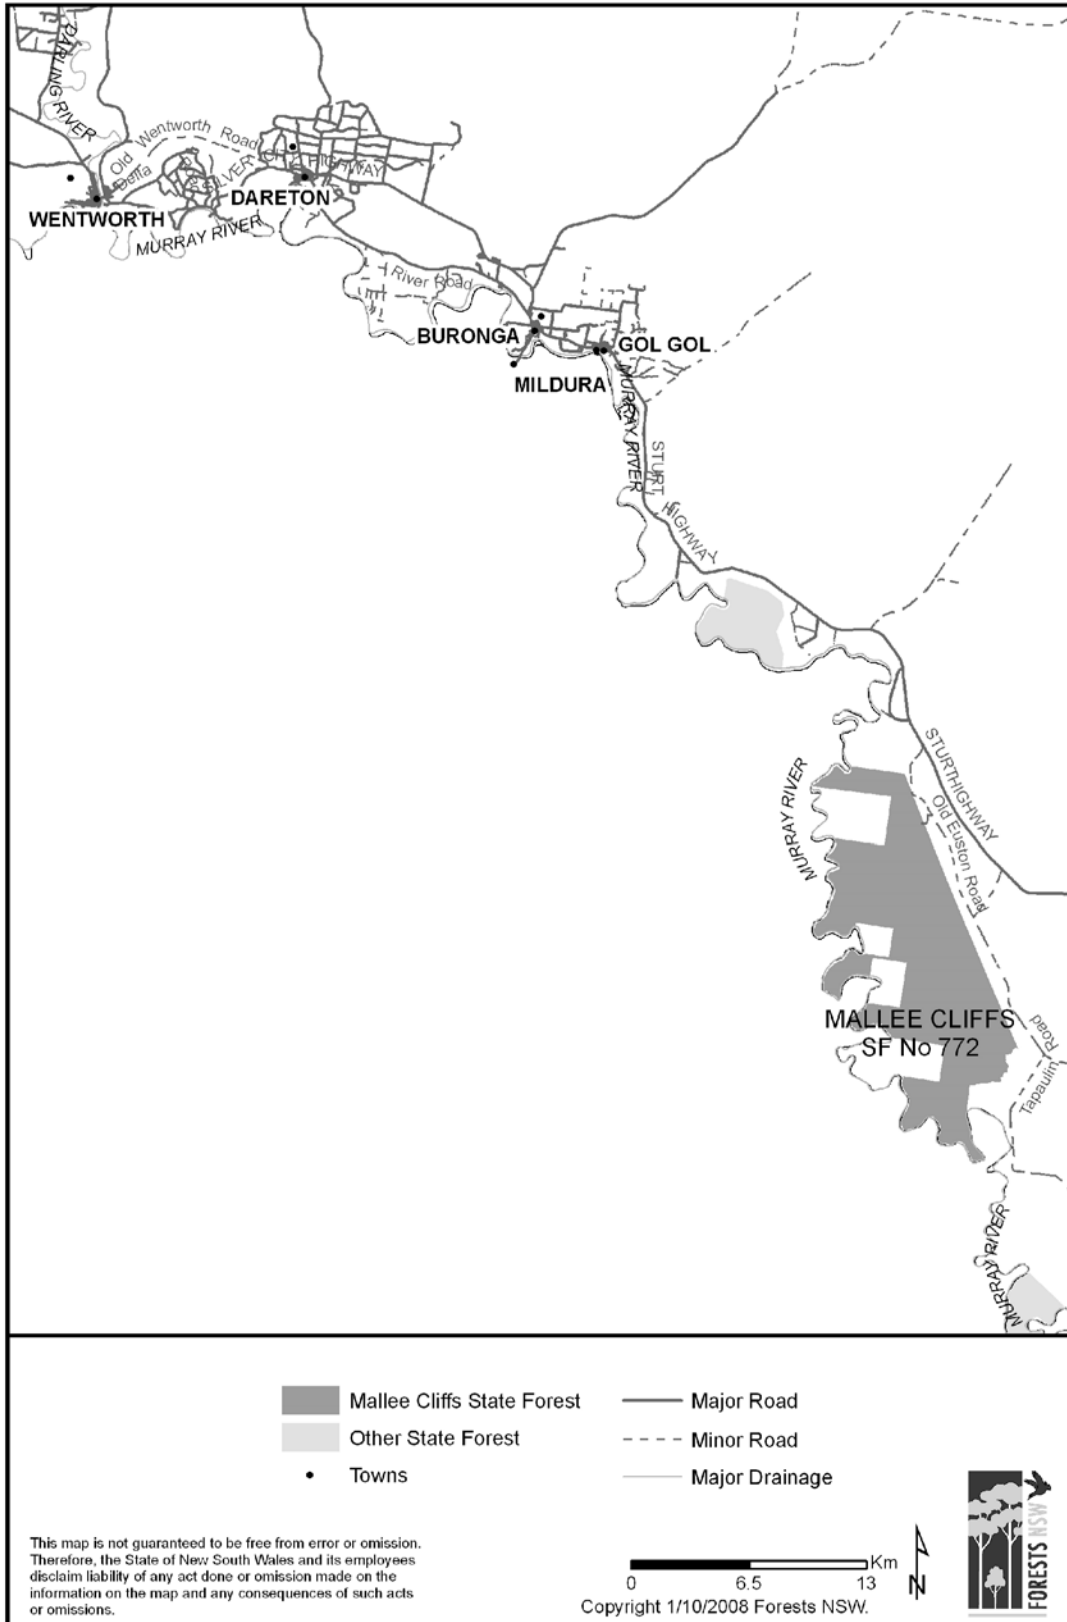 DARLING RIVER
Old Wentworth Road
Delta
Road
SILVER CITY HIGHWAY
DARETON
WENTWORTH
MURRAY RIVER
River Road
BURONGA
GOL GOL
MILDURA
MURRAY RIVER
STURT
HIGHWAY
STURTHIGHWAY
MURRAY RIVER
Old Euston Road
MALLEE CLIFFS
SF No 772
Tapaulin
Road
MURRAY RIVER
MURRAY RIVER
Mallee Cliffs State Forest
Major Road
Other State Forest
Minor Road
Towns
Major Drainage
This map is not guaranteed to be free from error or omission.
Therefore, the State of New South Wales and its employees
disclaim liability of any act done or omission made on the
information on the map and any consequences of such acts
or omissions.
Km
0 6.5 13
Copyright 1/10/2008 Forests NSW.
N
FORESTS NSW